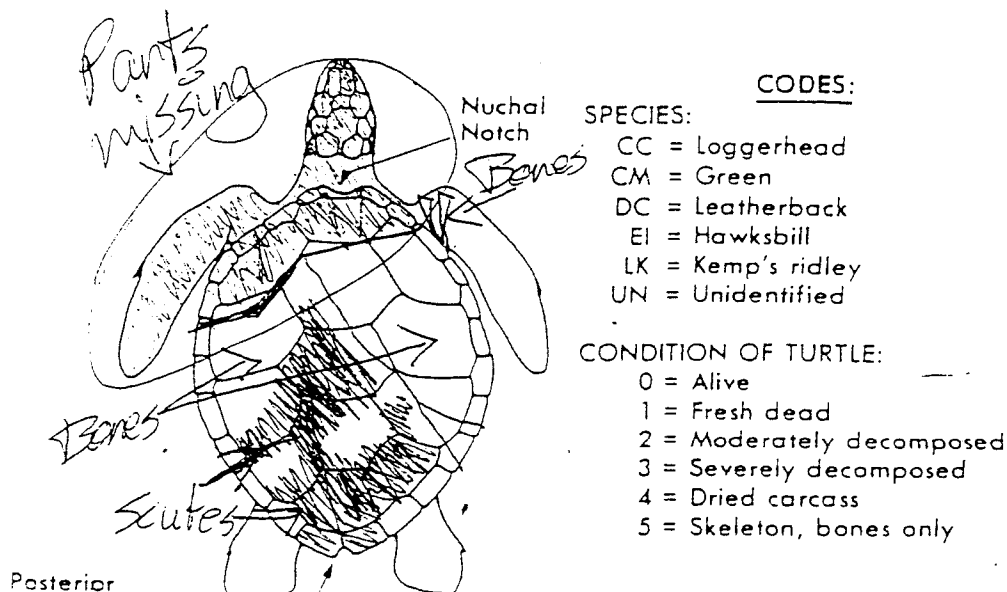 Parts
missing
Nuchal
Notch
Bones
Bones
Scutes
Posterior
CODES:
SPECIES:
CC = Loggerhead
CM = Green
DC = Leatherback
EI = Hawksbill
LK = Kemp's ridley
UN = Unidentified
CONDITION OF TURTLE:
0 = Alive
1 = Fresh dead
2 = Moderately decomposed
3 = Severely decomposed
4 = Dried carcass
5 = Skeleton, bones only